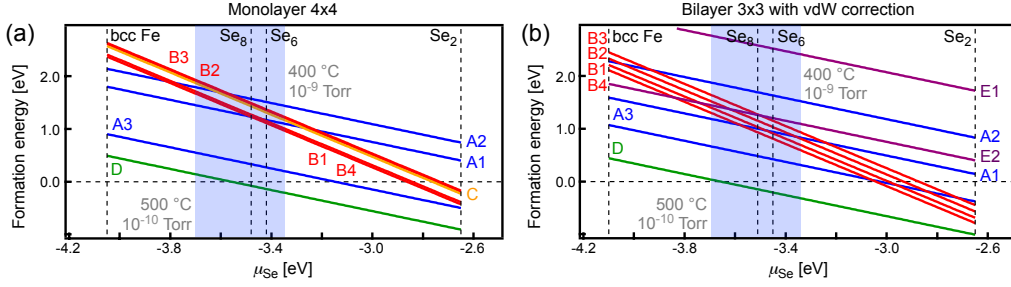 Monolayer 4x4
(a)
bcc Fe
Se8
Se6
Se2
B3
B2
400 °C
10-9 Torr
A3
D
A2
A1
B1
B4
C
500 °C
10-10 Torr
Formation energy [eV]
2.0
1.0
0.0
-4.2
-3.8
-3.4
-3.0
-2.6
μSe [eV]
Bilayer 3x3 with vdW correction
(b)
B3
B2
B1
B4
bcc Fe
Se8
Se6
Se2
400 °C
10-9 Torr
A3
D
E1
A2
E2
A1
500 °C
10-10 Torr
Formation energy [eV]
2.0
1.0
0.0
-4.2
-3.8
-3.4
-3.0
-2.6
μSe [eV]